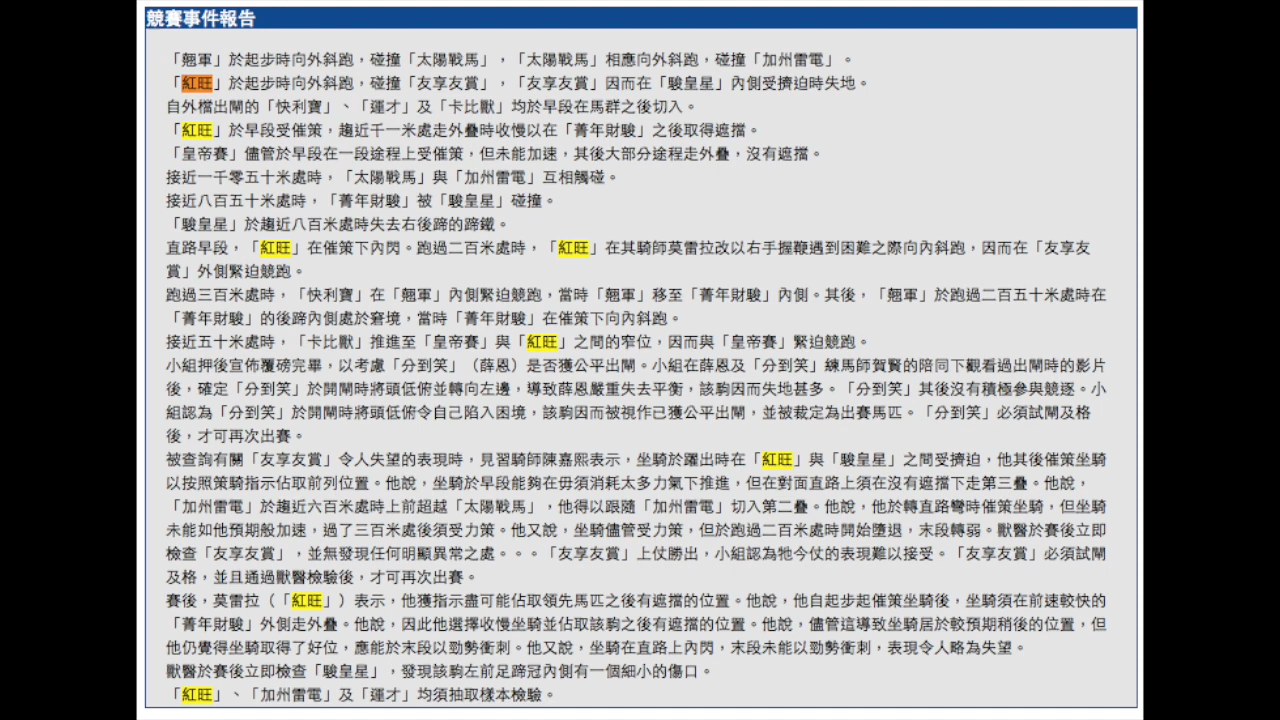 競賽事件報告
「翹軍」於起步時向外斜跑，碰撞「太陽戰馬」，「太陽戰馬」相應向外斜跑，碰撞「加州雷電」。
「紅旺」於起步時向外斜跑，碰撞「友享友賞」，「友享友賞」因而在「駿皇星」內側受擠迫時失地。
自外檔出閘的「快利寶」、「運才」及「卡比獸」均於早段在馬群之後切入。
「紅旺」於早段受催策，趨近千一米處走外疊時收慢以在「菁年財駿」之後取得遮擋。
「皇帝賽」儘管於早段在一段途程上受催策，但未能加速，其後大部分途程走外疊，沒有遮擋。
接近一千零五十米處時，「太陽戰馬」與「加州雷電」互相觸碰。
接近八百五十米處時，「菁年財駿」被「駿皇星」碰撞。
「駿皇星」於趨近八百米處時失去右後蹄的蹄鐵。
直路早段，「紅旺」在催策下內閃。跑過二百米處時，「紅旺」在其騎師莫雷拉改以右手握鞭遇到困難之際向內斜跑，因而在「友享友
賞」外側緊迫競跑。
跑過三百米處時，「快利寶」在「翹軍」內側緊迫競跑，當時「翹軍」移至「菁年財駿」內側。其後，「翹軍」於跑過二百五十米處時在
「菁年財駿」的後蹄內側處於窘境，當時「菁年財駿」在催策下向內斜跑。
接近五十米處時，「卡比獸」推進至「皇帝賽」與「紅旺」之間的窄位，因而與「皇帝賽」緊迫競跑。
小組押後宣佈覆磅完畢，以考慮「分到笑」（薛恩）是否獲公平出閘。小組在薛恩及「分到笑」練馬師賀賢的陪同下觀看過出閘時的影片
後，確定「分到笑」於開閘時將頭低俯並轉向左邊，導致薛恩嚴重失去平衡，該駒因而失地甚多。「分到笑」其後沒有積極參與競逐。小
組認為「分到笑」於開閘時將頭低俯令自己陷入困境，該駒因而被視作已獲公平出閘，並被裁定為出賽馬匹。「分到笑」必須試閘及格
後，才可再次出賽。
被查詢有關「友享友賞」令人失望的表現時，見習騎師陳嘉熙表示，坐騎於躍出時在「紅旺」與「駿皇星」之間受擠迫，他其後催策坐騎
以按照策騎指示佔取前列位置。他說，坐騎於早段能夠在毋須消耗太多力氣下推進，但在對面直路上須在沒有遮擋下走第三疊。他說，
「加州雷電」於趨近六百米處時上前超越「太陽戰馬」，他得以跟隨「加州雷電」切入第二疊。他說，他於轉直路彎時催策坐騎，但坐騎
未能如他預期般加速，過了三百米處後須受力策。他又說，坐騎儘管受力策，但於跑過二百米處時開始墮退，末段轉弱。獸醫於賽後立即
檢查「友享友賞」，並無發現任何明顯異常之處。。。「友享友賞」上仗勝出，小組認為牠今仗的表現難以接受。「友享友賞」必須試閘
及格，並且通過獸醫檢驗後，才可再次出賽。
賽後，莫雷拉（「紅旺」）表示，他獲指示盡可能佔取領先馬匹之後有遮擋的位置。他說，他自起步起催策坐騎後，坐騎須在前速較快的
「菁年財駿」外側走外疊。他說，因此他選擇收慢坐騎並佔取該駒之後有遮擋的位置。他說，儘管這導致坐騎居於較預期稍後的位置，但
他仍覺得坐騎取得了好位，應能於末段以勁勢衝刺。他又說，坐騎在直路上內閃，末段未能以勁勢衝刺，表現令人略為失望。
獸醫於賽後立即檢查「駿皇星」，發現該駒左前足蹄冠內側有一個細小的傷口。
「紅旺」、「加州雷電」及「運才」均須抽取樣本檢驗。